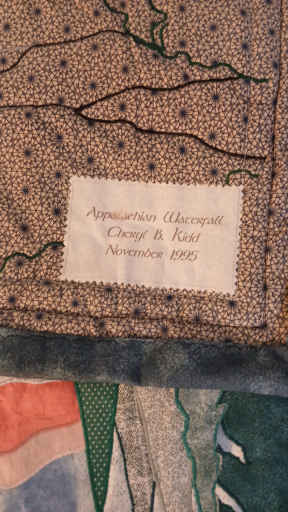 Appalachian Waterfall
Cheryl B. Kidd
November 1995